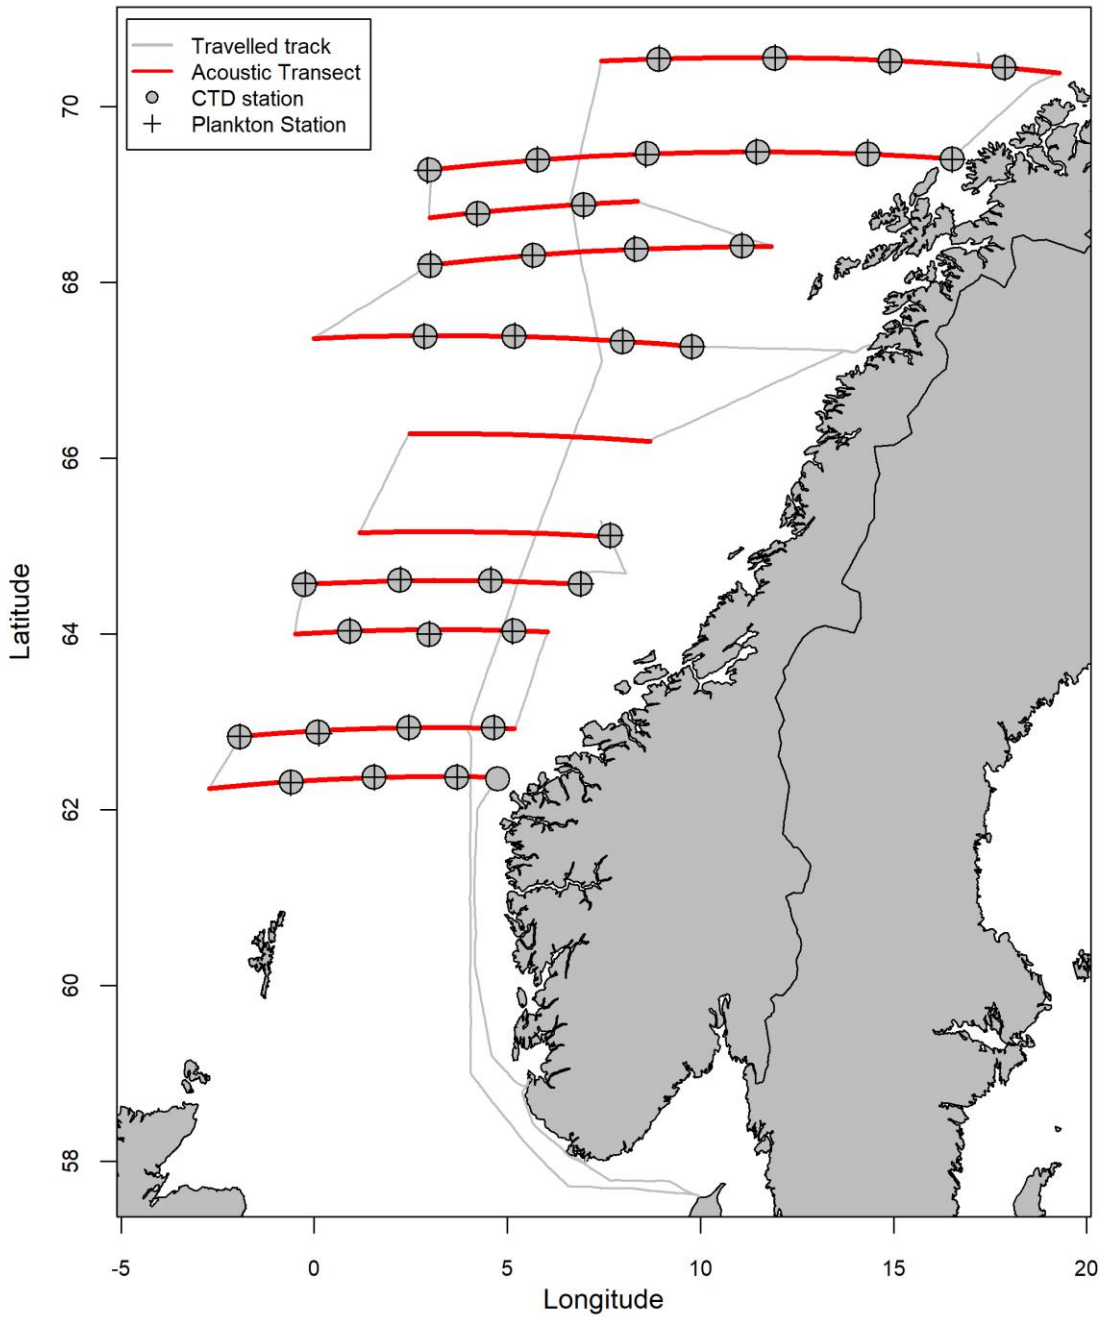 Travelled track
Acoustic Transect
CTD station
Plankton Station
70
68
66
64
62
60
58
Latitude
-5 0 5 10 15 20
Longitude